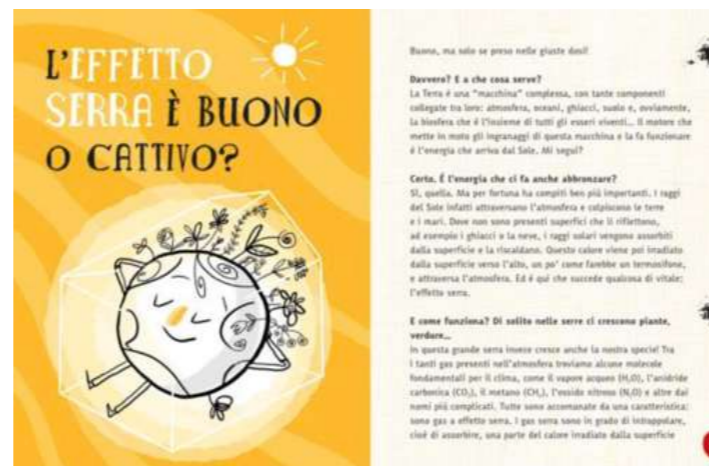 L'EFFETTO
SERRA È BUONO
O CATTIVO?
Buono, ma solo se preso nelle giuste dosi!
Davvero? E a che cosa serve?
La Terra è una "macchina" complessa, con tante componenti
collegate tra loro: atmosfera, oceani, ghiacci, suolo e, ovviamente,
la biosfera che è l'insieme di tutti gli esseri viventi... Il motore che
mette in moto gli ingranaggi di questa macchina e la fa funzionare
è l'energia che arriva dal Sole. Mi segui?
Certo. È l'energia che ci fa anche abbronzare?
Sì, quella. Ma per fortuna ha compiti ben più importanti. I raggi
del Sole infatti attraversano l'atmosfera e colpiscono le terre
e i mari. Dove non sono presenti superfici che li riflettono,
ad esempio i ghiacci o la neve, i raggi solari vengono assorbiti
dalla superficie e la riscaldano. Questo calore viene poi irradiato
dalla superficie verso l'alto, un po' come farebbe un termosifone,
e attraversa l'atmosfera. Ed è qui che succede qualcosa di vitale:
l'effetto serra.
E come funziona? Di solito nelle serre ci crescono piante,
verdure...
In questa grande serra invece cresce anche la nostra specie! Tra
i tanti gas presenti nell'atmosfera troviamo alcune molecole
fondamentali per il clima, come il vapore acqueo (H₂O), l'anidride
carbonica (CO₂), il metano (CH₄), l'ossido nitroso (N₂O) e altre dai
nomi più complicati. Tutte sono accomunate da una caratteristica:
sono gas a effetto serra. I gas serra sono in grado di intrappolare,
cioè di assorbire, una parte del calore irradiato dalla superficie